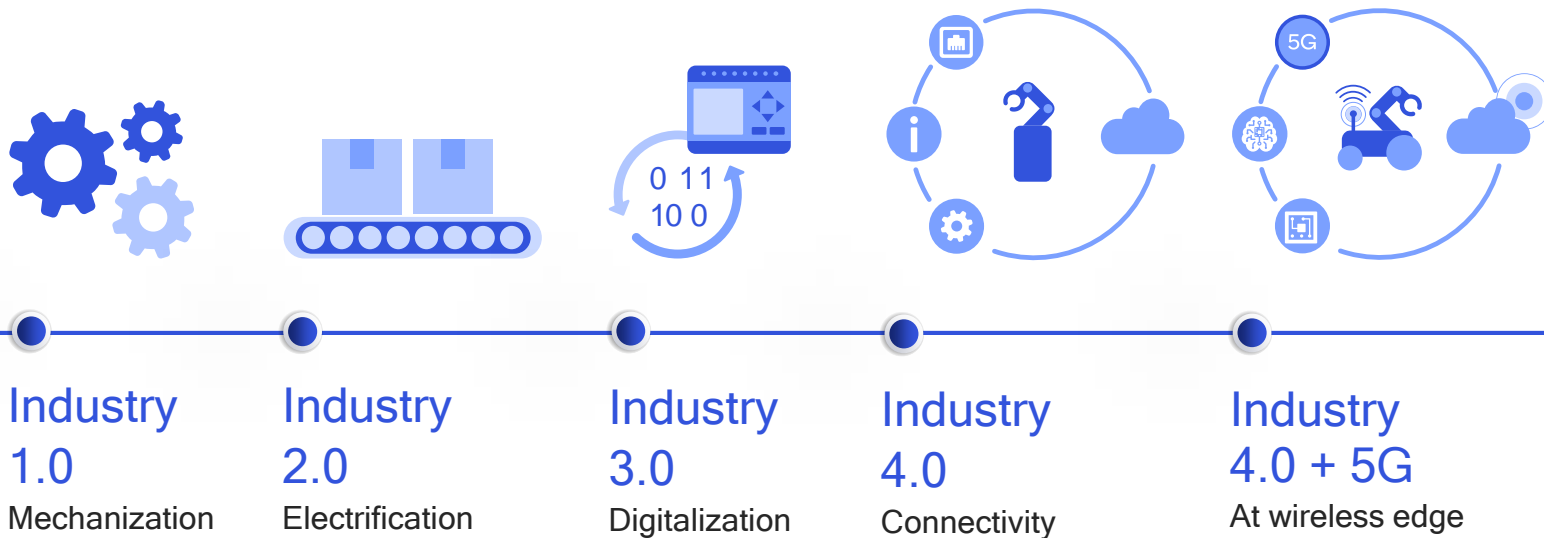 5G
0 11
10 0
Industry
1.0
Mechanization
Industry
2.0
Electrification
Industry
3.0
Digitalization
Industry
4.0
Connectivity
Industry
4.0 + 5G
At wireless edge